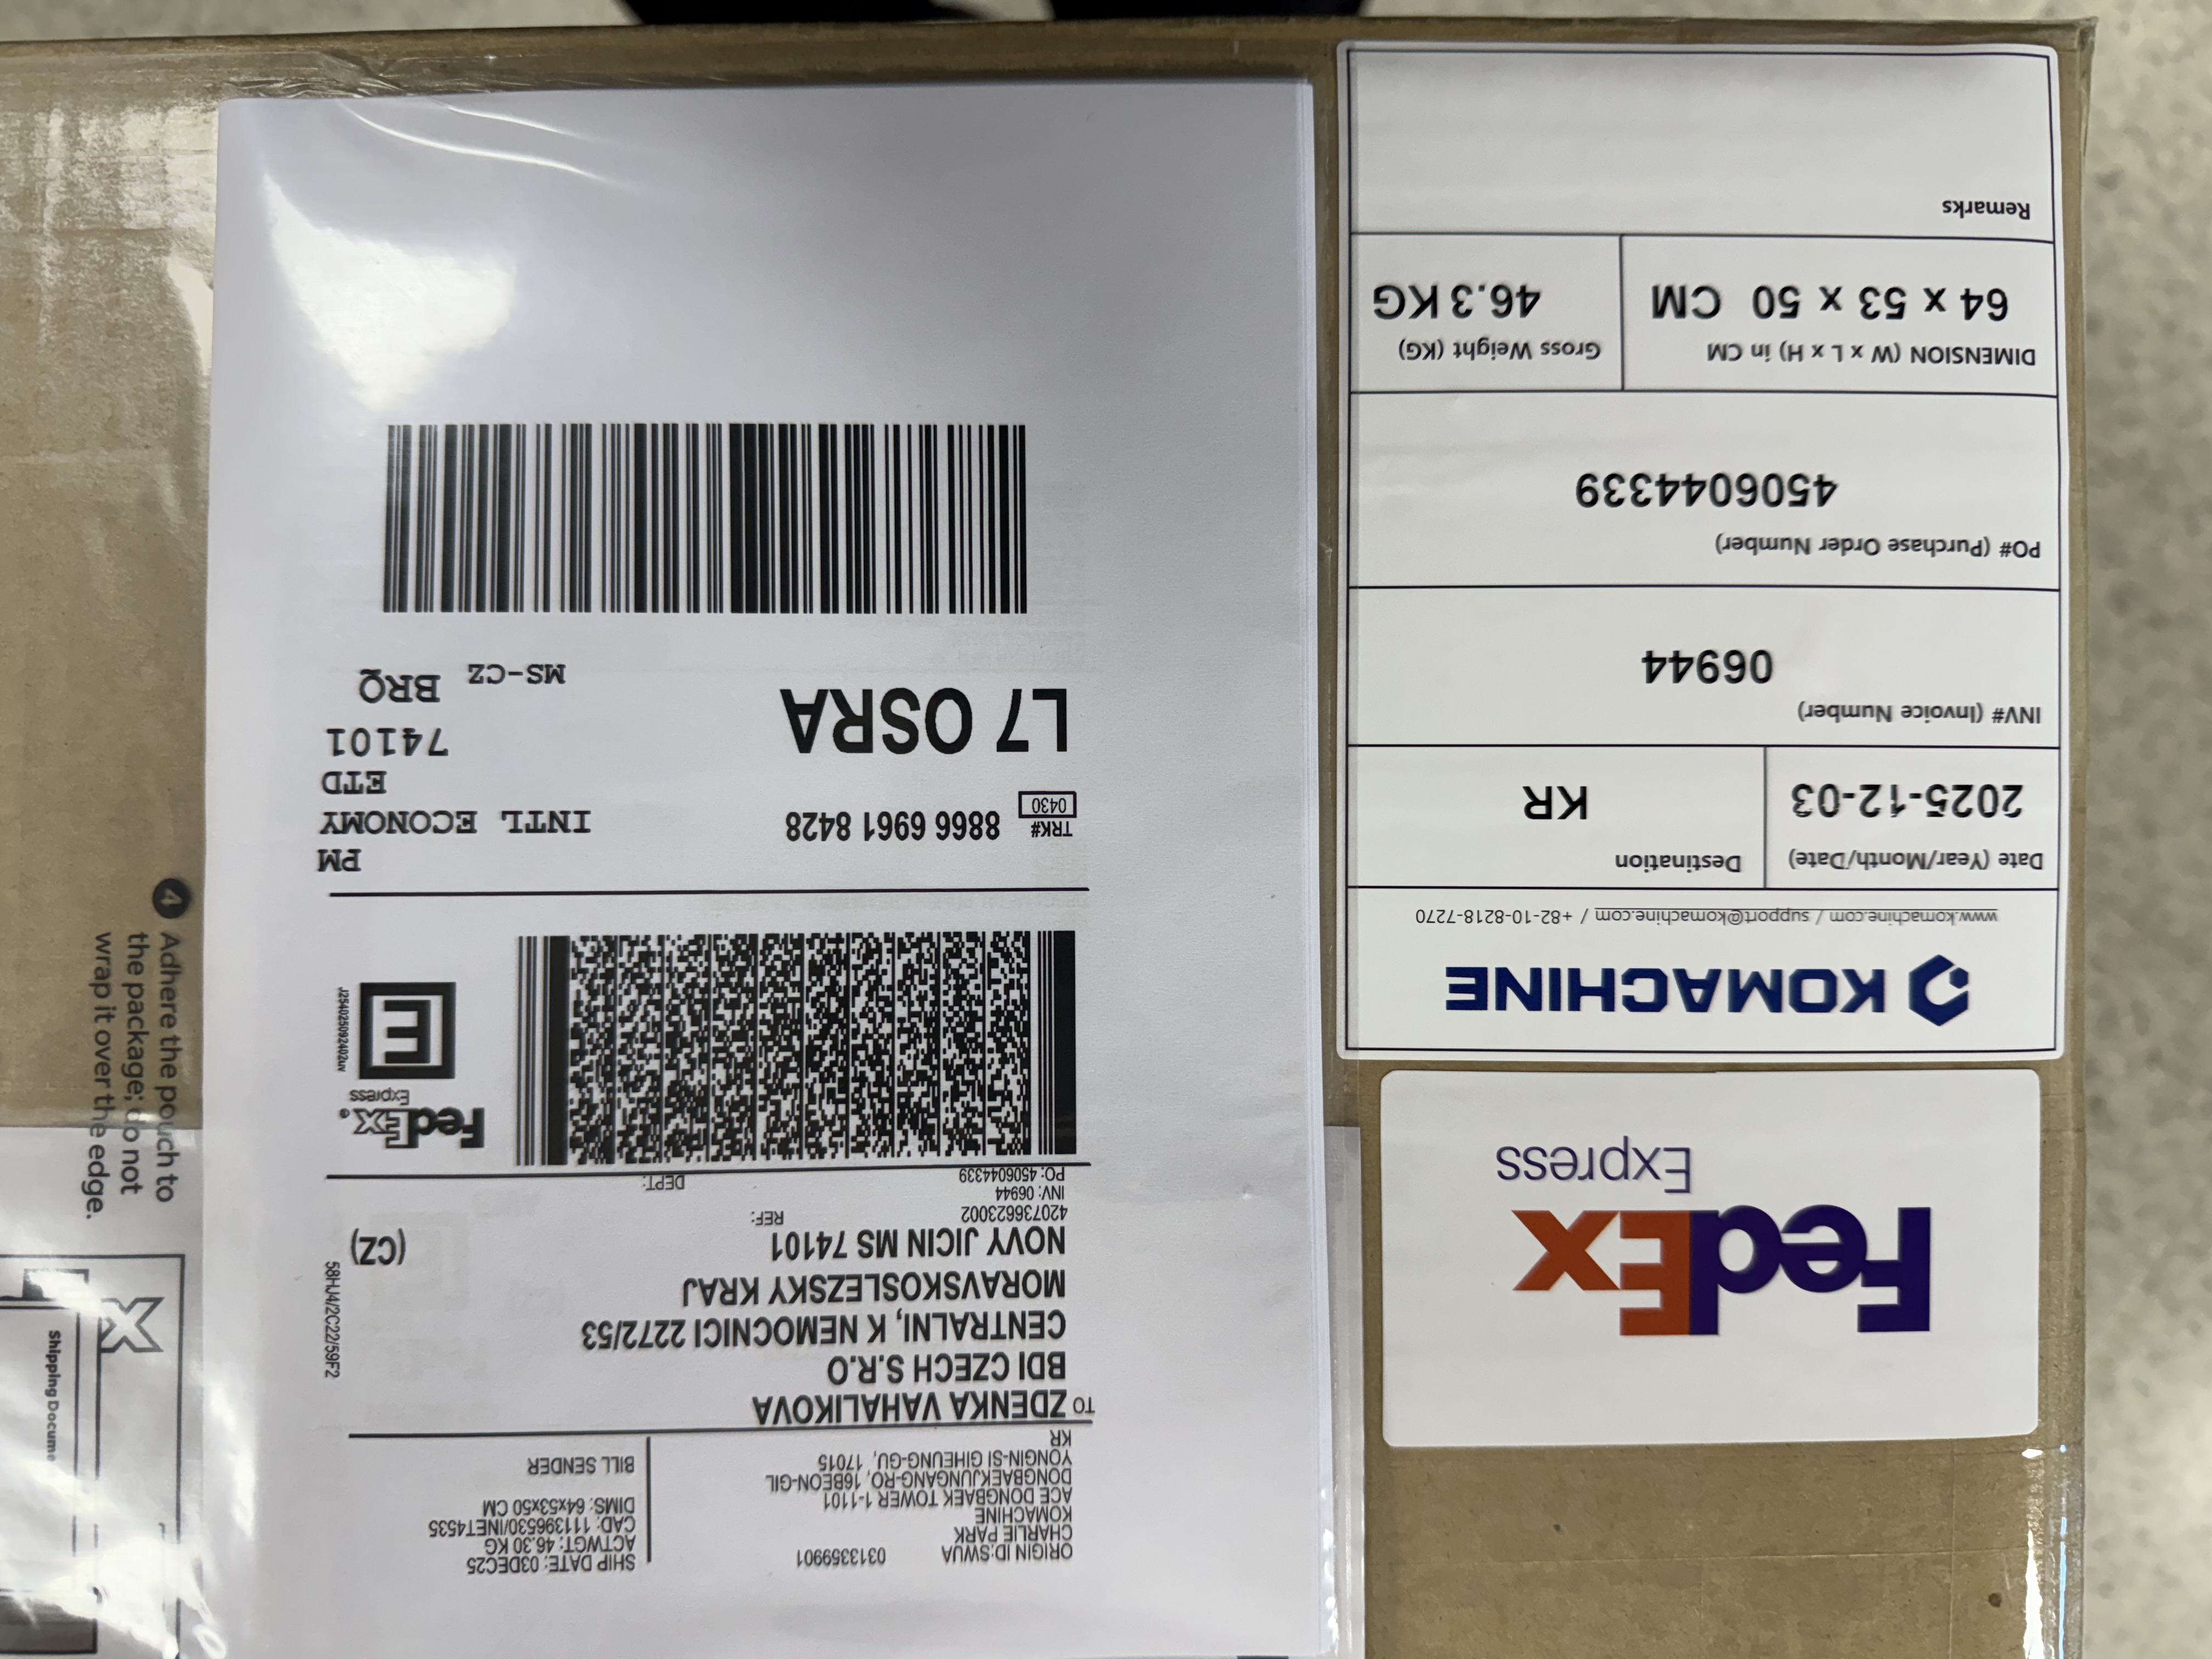 ORIGIN ID:SWUA 0313359901
CHARLIE PARK
KOMACHINE
ACE DONGBAEK TOWER 1-1101
DONGBAEKJUNGANG-RO, 16BEON-GIL
YONGIN-SI GIHEUNG-GU, 17015
KR
SHIP DATE: 03DEC25
ACTWGT: 46.30 KG
CAD: 111396530/INET4535
DIMS: 64x53x50 CM
BILL SENDER
TO ZDENKA VAHALIKOVA
BDI CZECH S.R.O
CENTRALNI, K NEMOCNICI 2272/53
MORAVSKOSLEZSKY KRAJ
NOVY JICIN MS 74101
(CZ)
58HJ4/2C22/59F2
420736623002 REF:
INV: 06944
PO: 4506044339 DEPT:
FedEx®
Express
E
J254025092402uv
TRK# 8866 6961 8428
0430
PM
INTL ECONOMY
ETD
L7 OSRA
74101
MS-CZ BRQ
FedEx
Express
KOMACHINE
www.komachine.com / support@komachine.com / +82-10-8218-7270
Date (Year/Month/Date) Destination
2025-12-03 KR
INV# (Invoice Number)
06944
PO# (Purchase Order Number)
4506044339
DIMENSION (W x L x H) in CM Gross Weight (KG)
64 x 53 x 50 CM 46.3 KG
Remarks
4 Adhere the pouch to
the package; do not
wrap it over the edge.
x
Shipping Docume